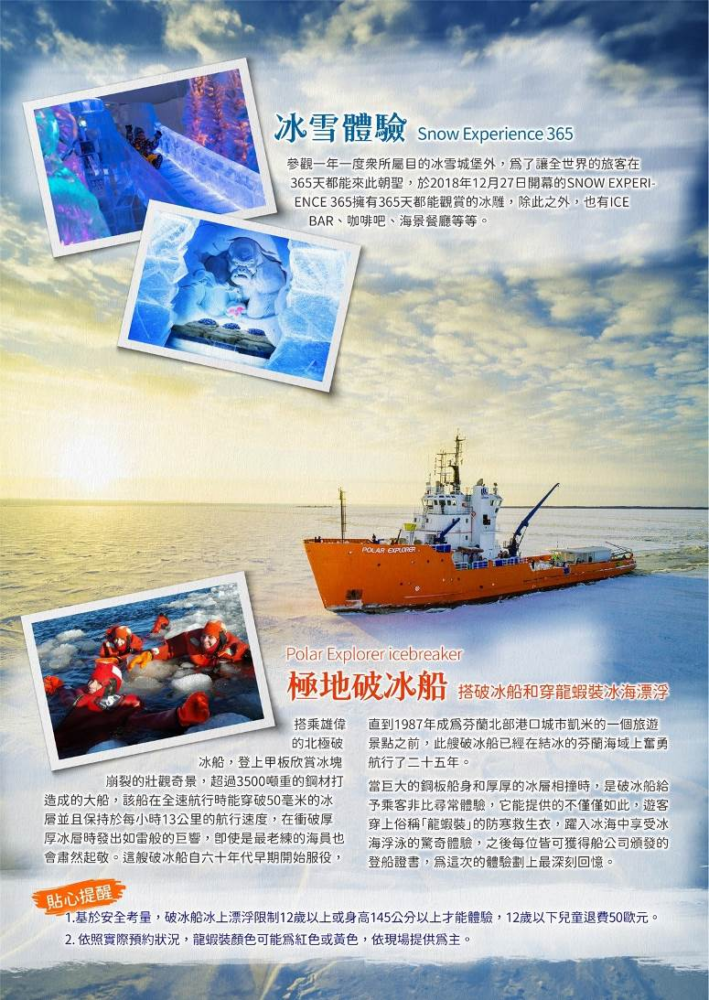 冰雪體驗 Snow Experience 365
參觀一年一度衆所屬目的冰雪城堡外，爲了讓全世界的旅客在
365天都能來此朝聖，於2018年12月27日開幕的SNOW EXPERI-
ENCE 365擁有365天都能觀賞的冰雕，除此之外，也有ICE
BAR、咖啡吧、海景餐廳等等。
POLAR EXPLORER
Polar Explorer icebreaker
極地破冰船 搭破冰船和穿龍蝦裝冰海漂浮
搭乘雄偉
的北極破
冰船，登上甲板欣賞冰塊
崩裂的壯觀奇景，超過3500噸重的鋼材打
造成的大船，該船在全速航行時能穿破50毫米的冰
層並且保持於每小時13公里的航行速度，在衝破厚
厚冰層時發出如雷般的巨響，卽使是最老練的海員也
會肅然起敬。這艘破冰船自六十年代早期開始服役，
直到1987年成爲芬蘭北部港口城市凱米的一個旅遊
景點之前，此艘破冰船已經在結冰的芬蘭海域上奮勇
航行了二十五年。
當巨大的鋼板船身和厚厚的冰層相撞時，是破冰船給
予乘客非比尋常體驗，它能提供的不僅僅如此，遊客
穿上俗稱「龍蝦裝」的防寒救生衣，躍入冰海中享受冰
海浮泳的驚奇體驗，之後每位皆可獲得船公司頒發的
登船證書，爲這次的體驗劃上最深刻回憶。
貼心提醒
1.基於安全考量，破冰船冰上漂浮限制12歲以上或身高145公分以上才能體驗，12歲以下兒童退費50歐元。
2. 依照實際預約狀況，龍蝦裝顏色可能爲紅色或黃色，依現場提供爲主。